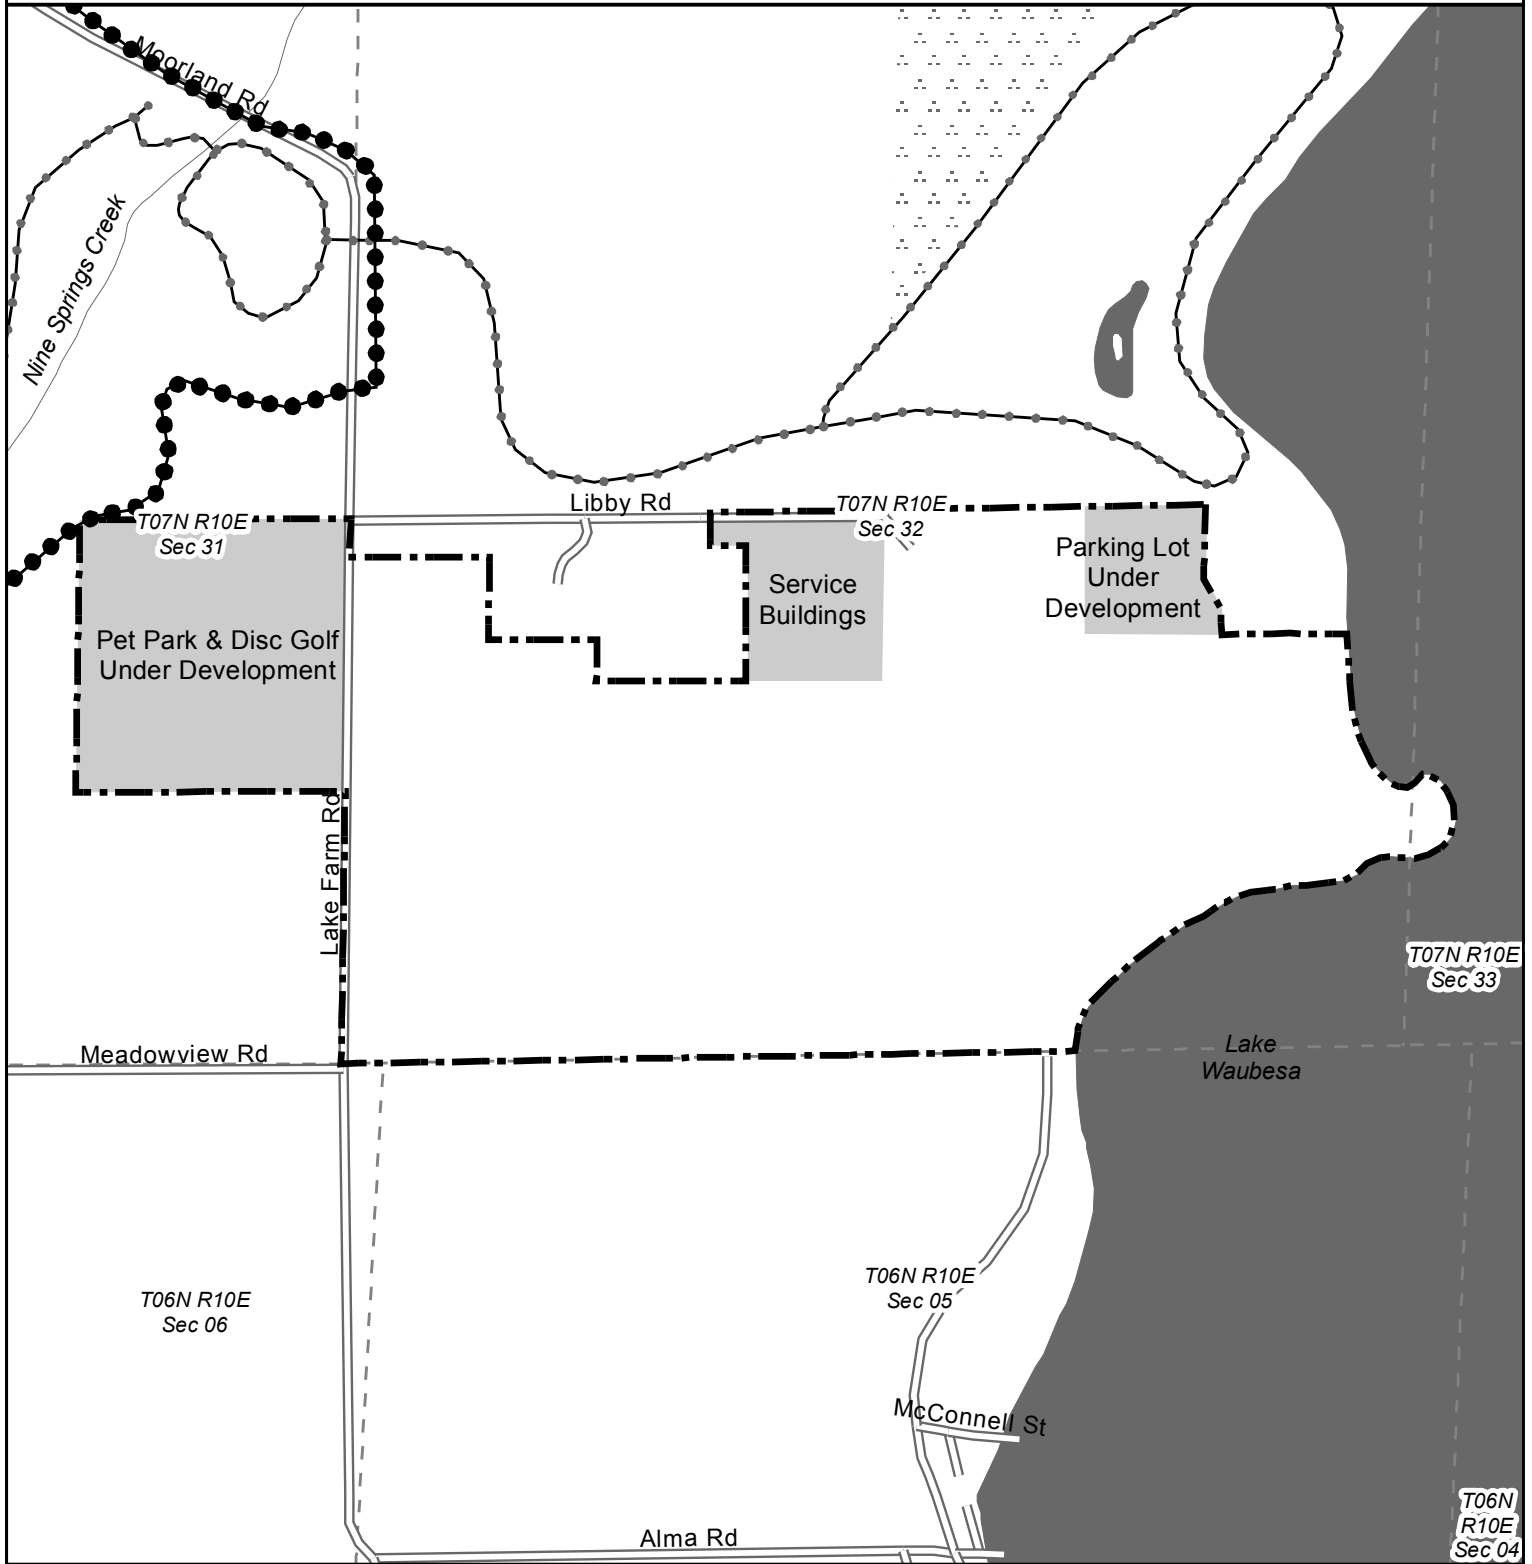 Moorland Rd
Nine Springs Creek
Libby Rd
T07N R10E
Sec 31
T07N R10E
Sec 32
Parking Lot
Under
Development
Service
Buildings
Pet Park & Disc Golf
Under Development
Lake Farm Rd
T07N R10E
Sec 33
Meadowview Rd
Lake
Waubesa
T06N R10E
Sec 05
T06N R10E
Sec 06
McConnell St
T06N
R10E
Sec 04
Alma Rd